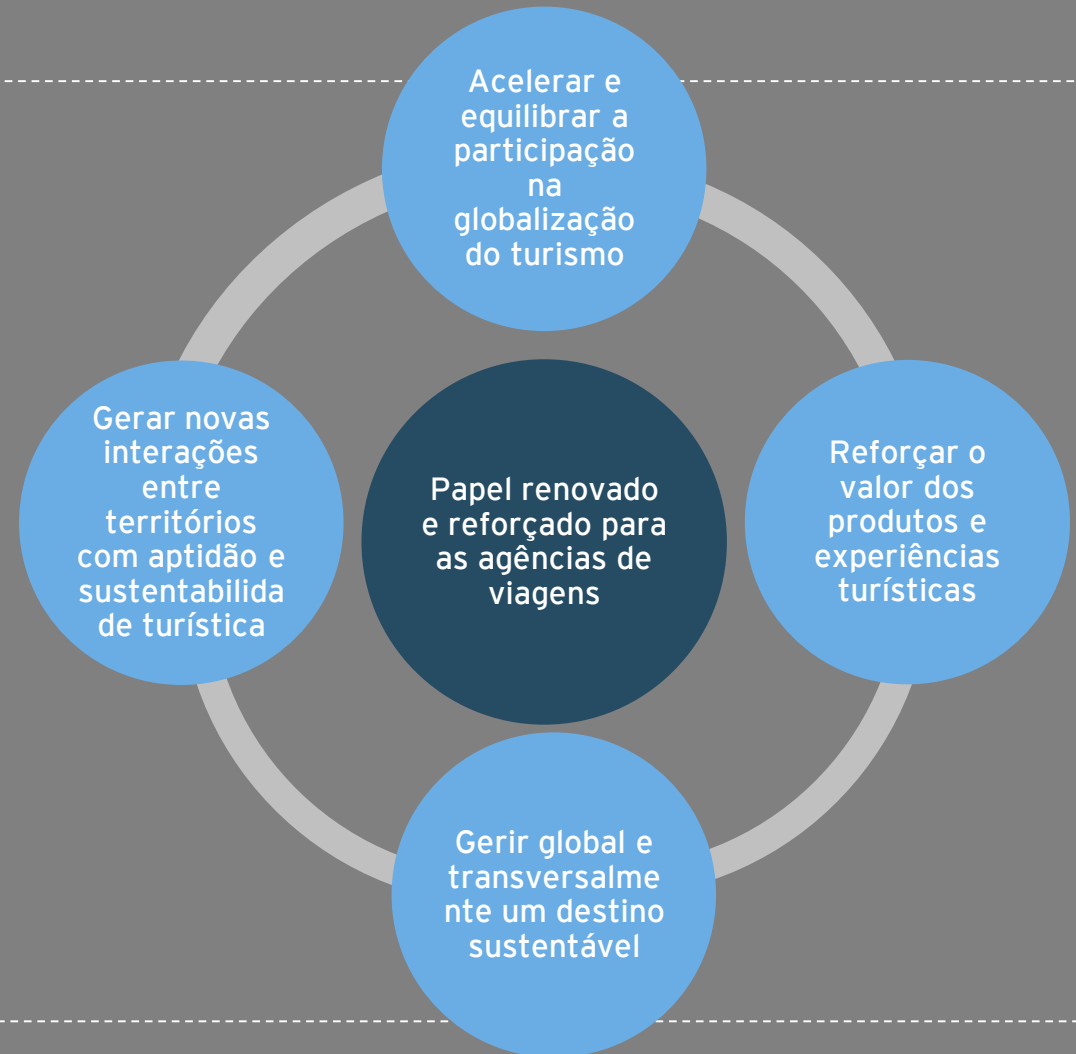 Acelerar e
equilibrar a
participação
na
globalização
do turismo
Gerar novas
interações
entre
territórios
com aptidão e
sustentabilida
de turística
Papel renovado
e reforçado para
as agências de
viagens
Reforçar o
valor dos
produtos e
experiências
turísticas
Gerir global e
transversalme
nte um destino
sustentável